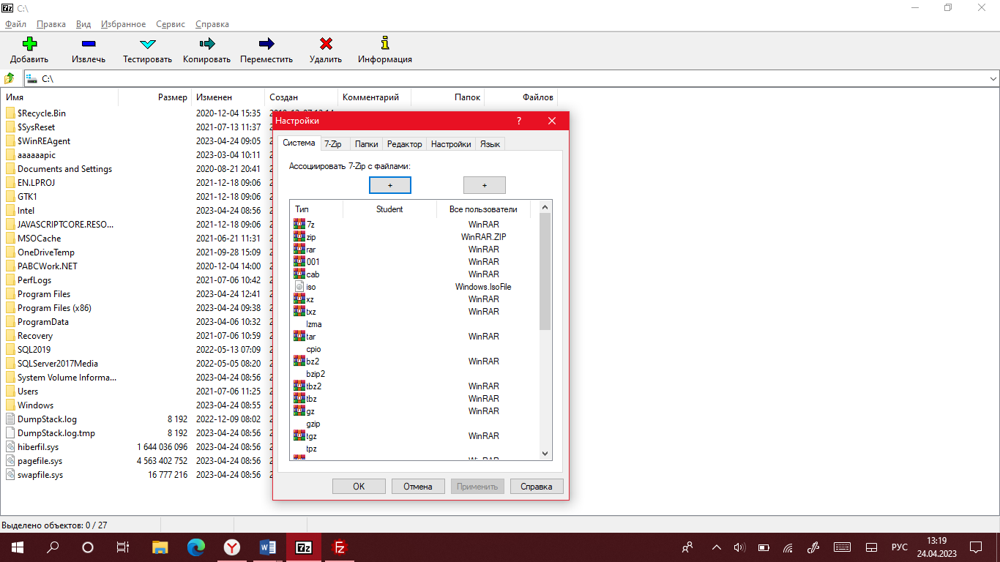 7z C:\
Файл Правка Вид Избранное Сервис Справка
Добавить Извлечь Тестировать Копировать Переместить Удалить Информация
C:\
Имя Размер Изменен Создан Комментарий Папок Файлов
$Recycle.Bin 2020-12-04 15:35
$SysReset 2021-07-13 11:37
$WinREAgent 2023-04-24 09:05
aaaaaapic 2023-03-04 10:11
Documents and Settings 2020-08-21 20:41
EN.LPROJ 2021-12-18 09:06
GTK1 2021-12-18 09:06
Intel 2023-04-24 08:56
JAVASCRIPTCORE.RESO... 2021-12-18 09:06
MSOCache 2021-06-21 11:31
OneDriveTemp 2021-09-28 15:09
PABCWork.NET 2020-12-04 14:00
PerfLogs 2021-07-06 10:42
Program Files 2023-04-24 12:41
Program Files (x86) 2023-04-24 09:38
ProgramData 2023-04-06 10:32
Recovery 2021-07-06 10:59
SQL2019 2022-05-13 07:09
SQLServer2017Media 2022-05-05 08:20
System Volume Informa... 2023-04-24 08:56
Users 2021-07-06 11:25
Windows 2023-04-24 08:55
DumpStack.log 8 192 2022-12-09 08:02
DumpStack.log.tmp 8 192 2023-04-24 08:56
hiberfil.sys 1 644 036 096 2023-04-24 08:56
pagefile.sys 4 563 402 752 2023-04-24 08:56
swapfile.sys 16 777 216 2023-04-24 08:56
Настройки ?
Система 7-Zip Папки Редактор Настройки Язык
Ассоциировать 7-Zip с файлами:
+ +
Тип Student Все пользователи
7z WinRAR
zip WinRAR.ZIP
rar WinRAR
001 WinRAR
cab WinRAR
iso Windows.IsoFile
xz WinRAR
txz WinRAR
lzma
tar WinRAR
cpio
bz2 WinRAR
bzip2
tbz2 WinRAR
tbz WinRAR
gz WinRAR
gzip
tgz WinRAR
tpz
OK Отмена Применить Справка
Выделено объектов: 0 / 27
7z
РУС 13:19
24.04.2023